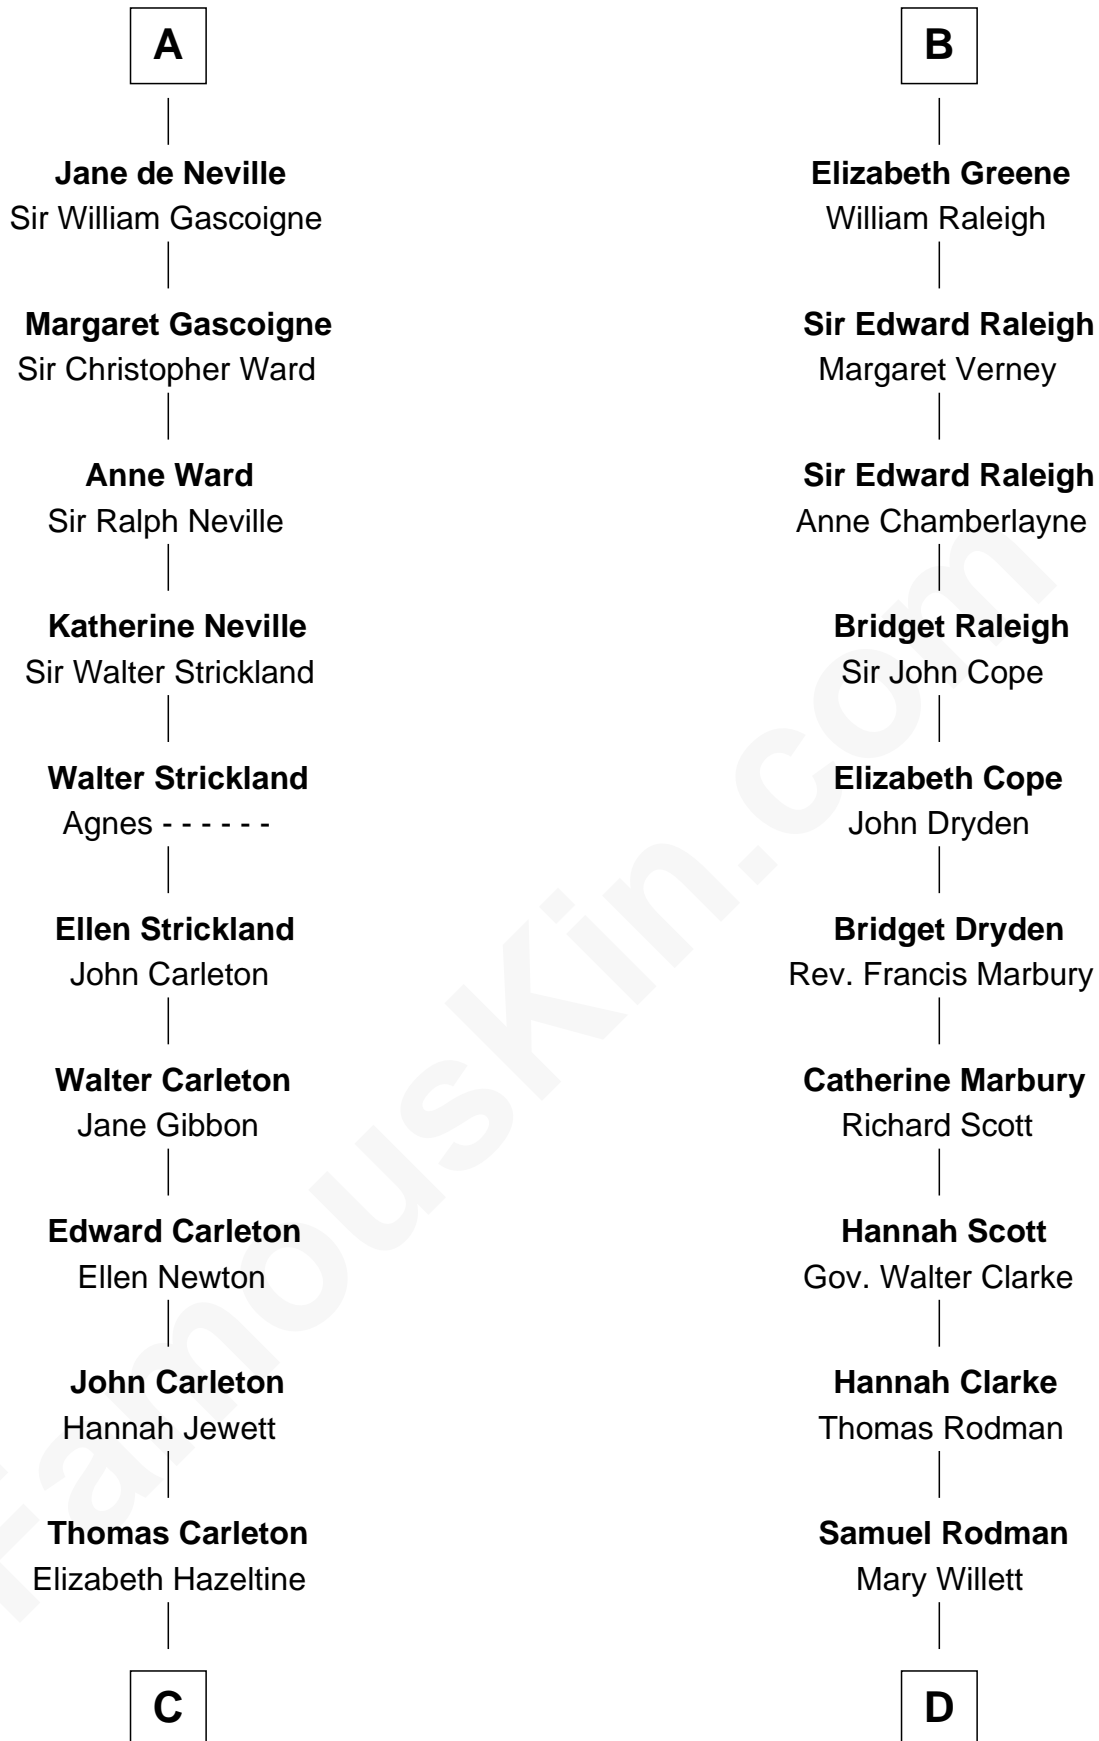 A
Jane de Neville
Sir William Gascoigne
Margaret Gascoigne
Sir Christopher Ward
Anne Ward
Sir Ralph Neville
Katherine Neville
Sir Walter Strickland
Walter Strickland
Agnes - - - - - -
Ellen Strickland
John Carleton
Walter Carleton
Jane Gibbon
Edward Carleton
Ellen Newton
John Carleton
Hannah Jewett
Thomas Carleton
Elizabeth Hazeltine
C
B
Elizabeth Greene
William Raleigh
Sir Edward Raleigh
Margaret Verney
Sir Edward Raleigh
Anne Chamberlayne
Bridget Raleigh
Sir John Cope
Elizabeth Cope
John Dryden
Bridget Dryden
Rev. Francis Marbury
Catherine Marbury
Richard Scott
Hannah Scott
Gov. Walter Clarke
Hannah Clarke
Thomas Rodman
Samuel Rodman
Mary Willett
D
FamousKin.com